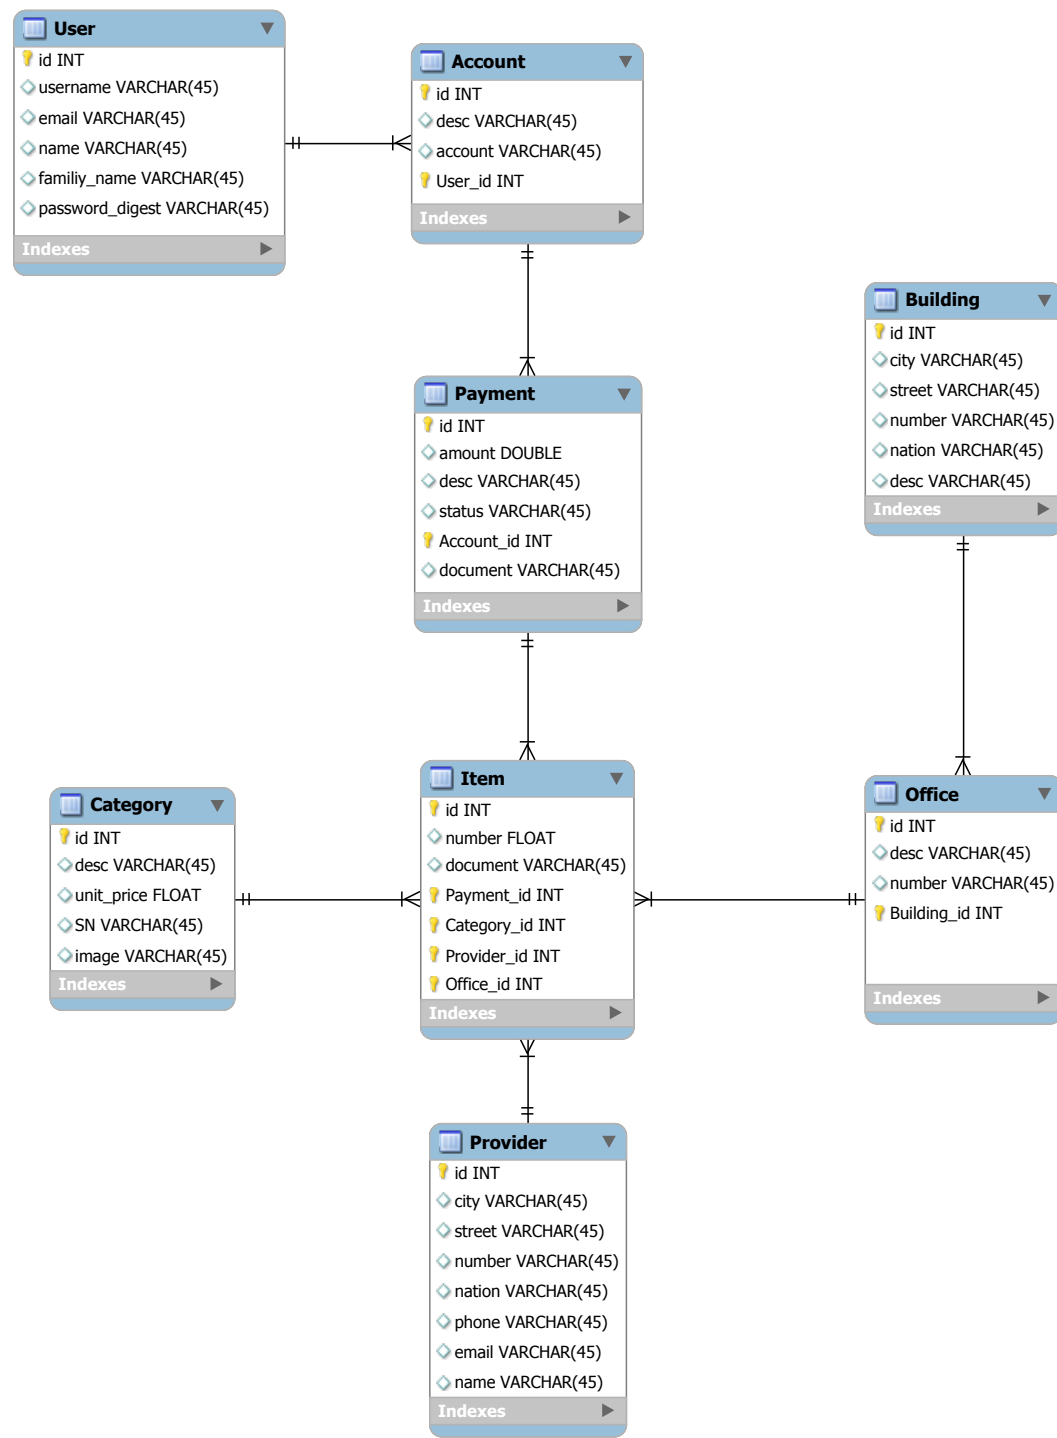 User
id INT
username VARCHAR(45)
email VARCHAR(45)
name VARCHAR(45)
familiy_name VARCHAR(45)
password_digest VARCHAR(45)
Indexes
Account
id INT
desc VARCHAR(45)
account VARCHAR(45)
User_id INT
Indexes
Building
id INT
city VARCHAR(45)
street VARCHAR(45)
number VARCHAR(45)
nation VARCHAR(45)
desc VARCHAR(45)
Indexes
Payment
id INT
amount DOUBLE
desc VARCHAR(45)
status VARCHAR(45)
Account_id INT
document VARCHAR(45)
Indexes
Category
id INT
desc VARCHAR(45)
unit_price FLOAT
SN VARCHAR(45)
image VARCHAR(45)
Indexes
Item
id INT
number FLOAT
document VARCHAR(45)
Payment_id INT
Category_id INT
Provider_id INT
Office_id INT
Indexes
Office
id INT
desc VARCHAR(45)
number VARCHAR(45)
Building_id INT
Indexes
Provider
id INT
city VARCHAR(45)
street VARCHAR(45)
number VARCHAR(45)
nation VARCHAR(45)
phone VARCHAR(45)
email VARCHAR(45)
name VARCHAR(45)
Indexes